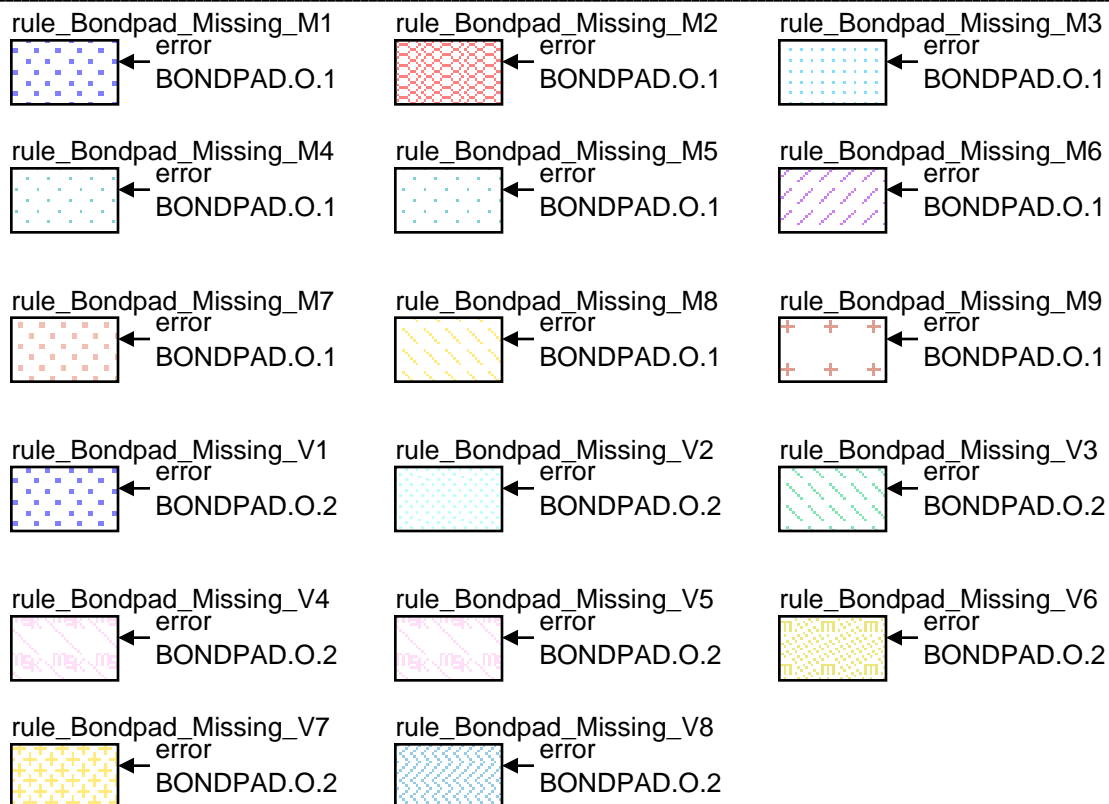 rule_Bondpad_Missing_M1
error
BONDPAD.O.1
rule_Bondpad_Missing_M2
error
BONDPAD.O.1
rule_Bondpad_Missing_M3
error
BONDPAD.O.1
rule_Bondpad_Missing_M4
error
BONDPAD.O.1
rule_Bondpad_Missing_M5
error
BONDPAD.O.1
rule_Bondpad_Missing_M6
error
BONDPAD.O.1
rule_Bondpad_Missing_M7
error
BONDPAD.O.1
rule_Bondpad_Missing_M8
error
BONDPAD.O.1
rule_Bondpad_Missing_M9
error
BONDPAD.O.1
rule_Bondpad_Missing_V1
error
BONDPAD.O.2
rule_Bondpad_Missing_V2
error
BONDPAD.O.2
rule_Bondpad_Missing_V3
error
BONDPAD.O.2
rule_Bondpad_Missing_V4
error
BONDPAD.O.2
rule_Bondpad_Missing_V5
error
BONDPAD.O.2
rule_Bondpad_Missing_V6
error
BONDPAD.O.2
rule_Bondpad_Missing_V7
error
BONDPAD.O.2
rule_Bondpad_Missing_V8
error
BONDPAD.O.2